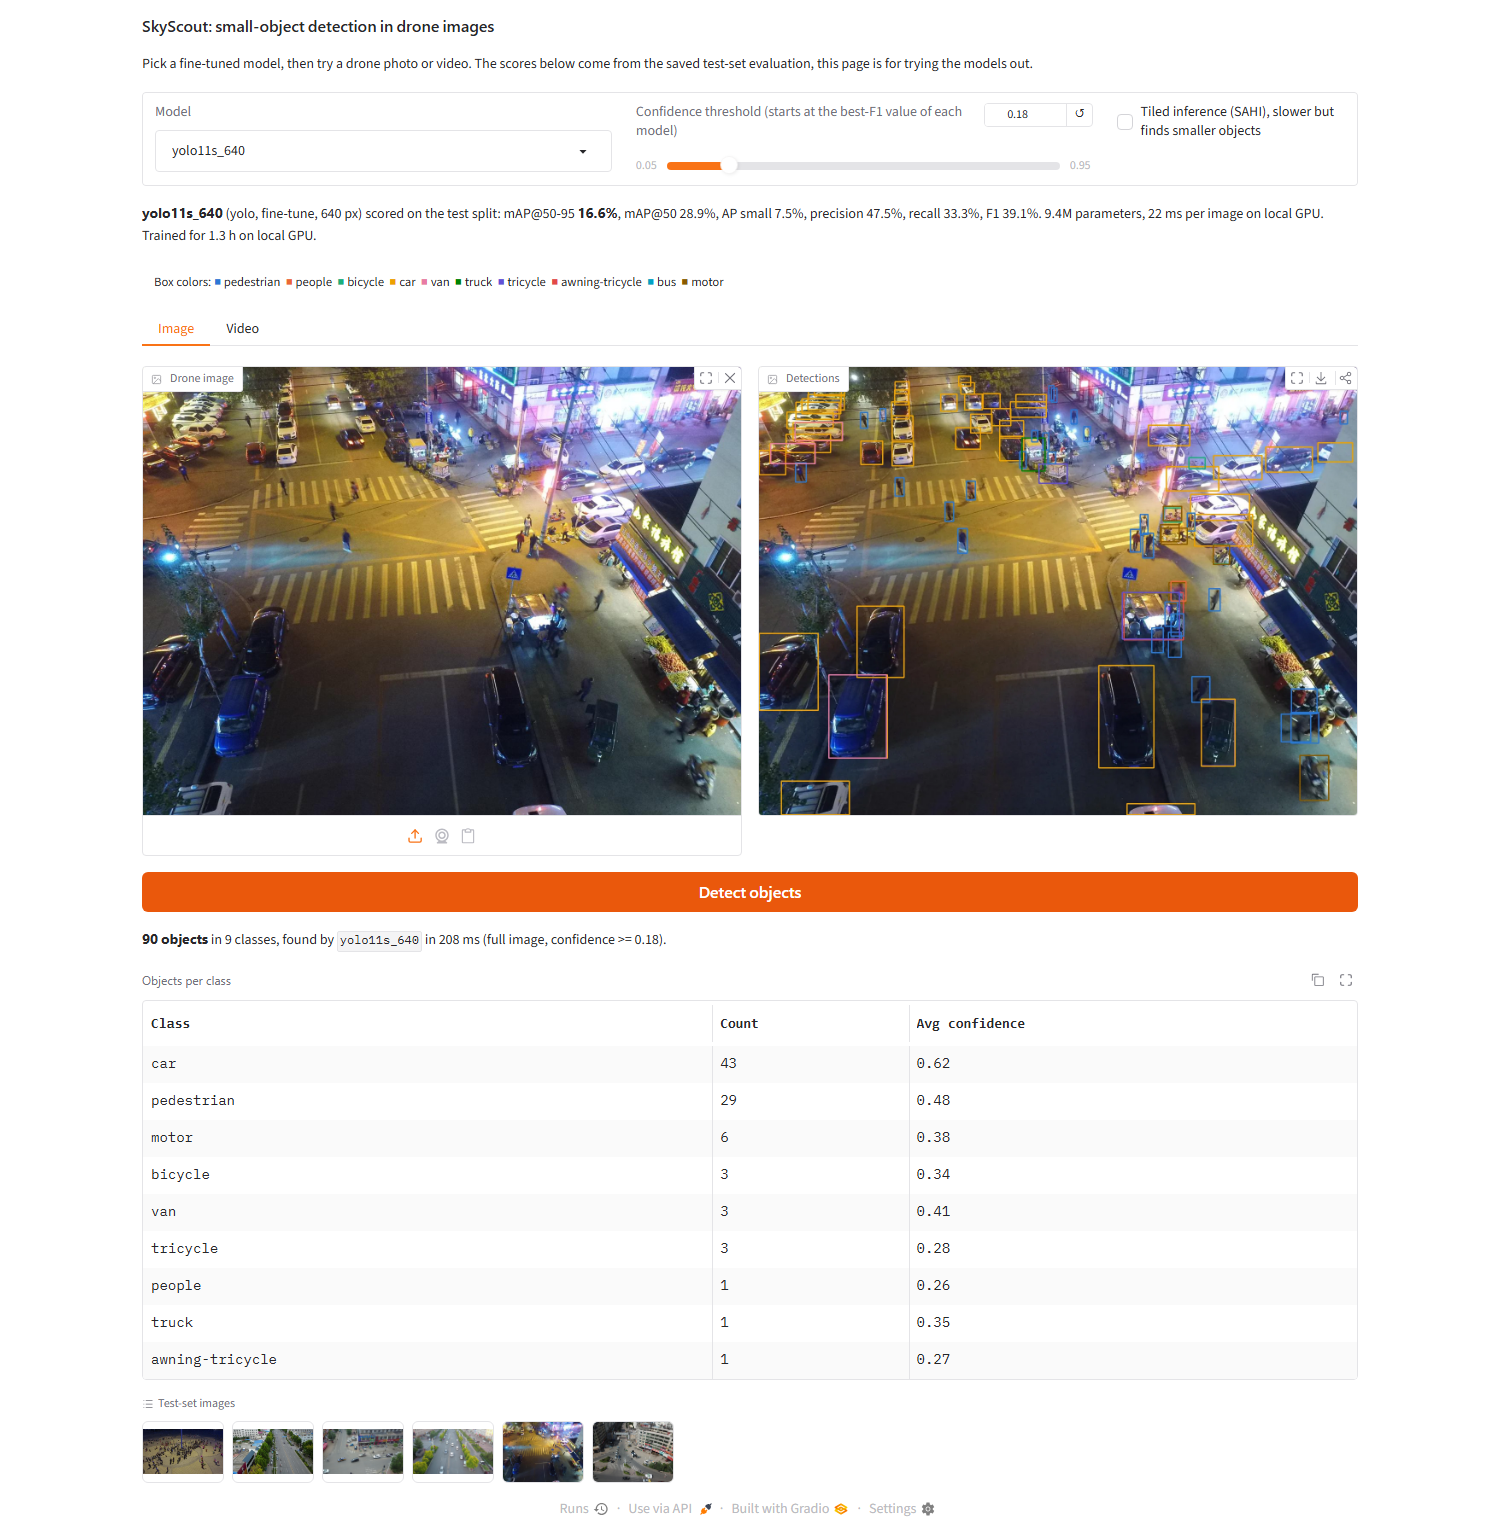 SkyScout: small-object detection in drone images
Pick a fine-tuned model, then try a drone photo or video. The scores below come from the saved test-set evaluation, this page is for trying the models out.
Model
yolo11s_640
Confidence threshold (starts at the best-F1 value of each
model)
0.18
↺
0.05
0.95
Tiled inference (SAHI), slower but
finds smaller objects
yolo11s_640 (yolo, fine-tune, 640 px) scored on the test split: mAP@50-95 16.6%, mAP@50 28.9%, AP small 7.5%, precision 47.5%, recall 33.3%, F1 39.1%. 9.4M parameters, 22 ms per image on local GPU.
Trained for 1.3 h on local GPU.
Box colors: pedestrian people bicycle car van truck tricycle awning-tricycle bus motor
Image
Video
Drone image
Detections
Detect objects
90 objects in 9 classes, found by yolo11s_640 in 208 ms (full image, confidence >= 0.18).
Objects per class
Class Count Avg confidence
car 43 0.62
pedestrian 29 0.48
motor 6 0.38
bicycle 3 0.34
van 3 0.41
tricycle 3 0.28
people 1 0.26
truck 1 0.35
awning-tricycle 1 0.27
Test-set images
Runs · Use via API · Built with Gradio · Settings